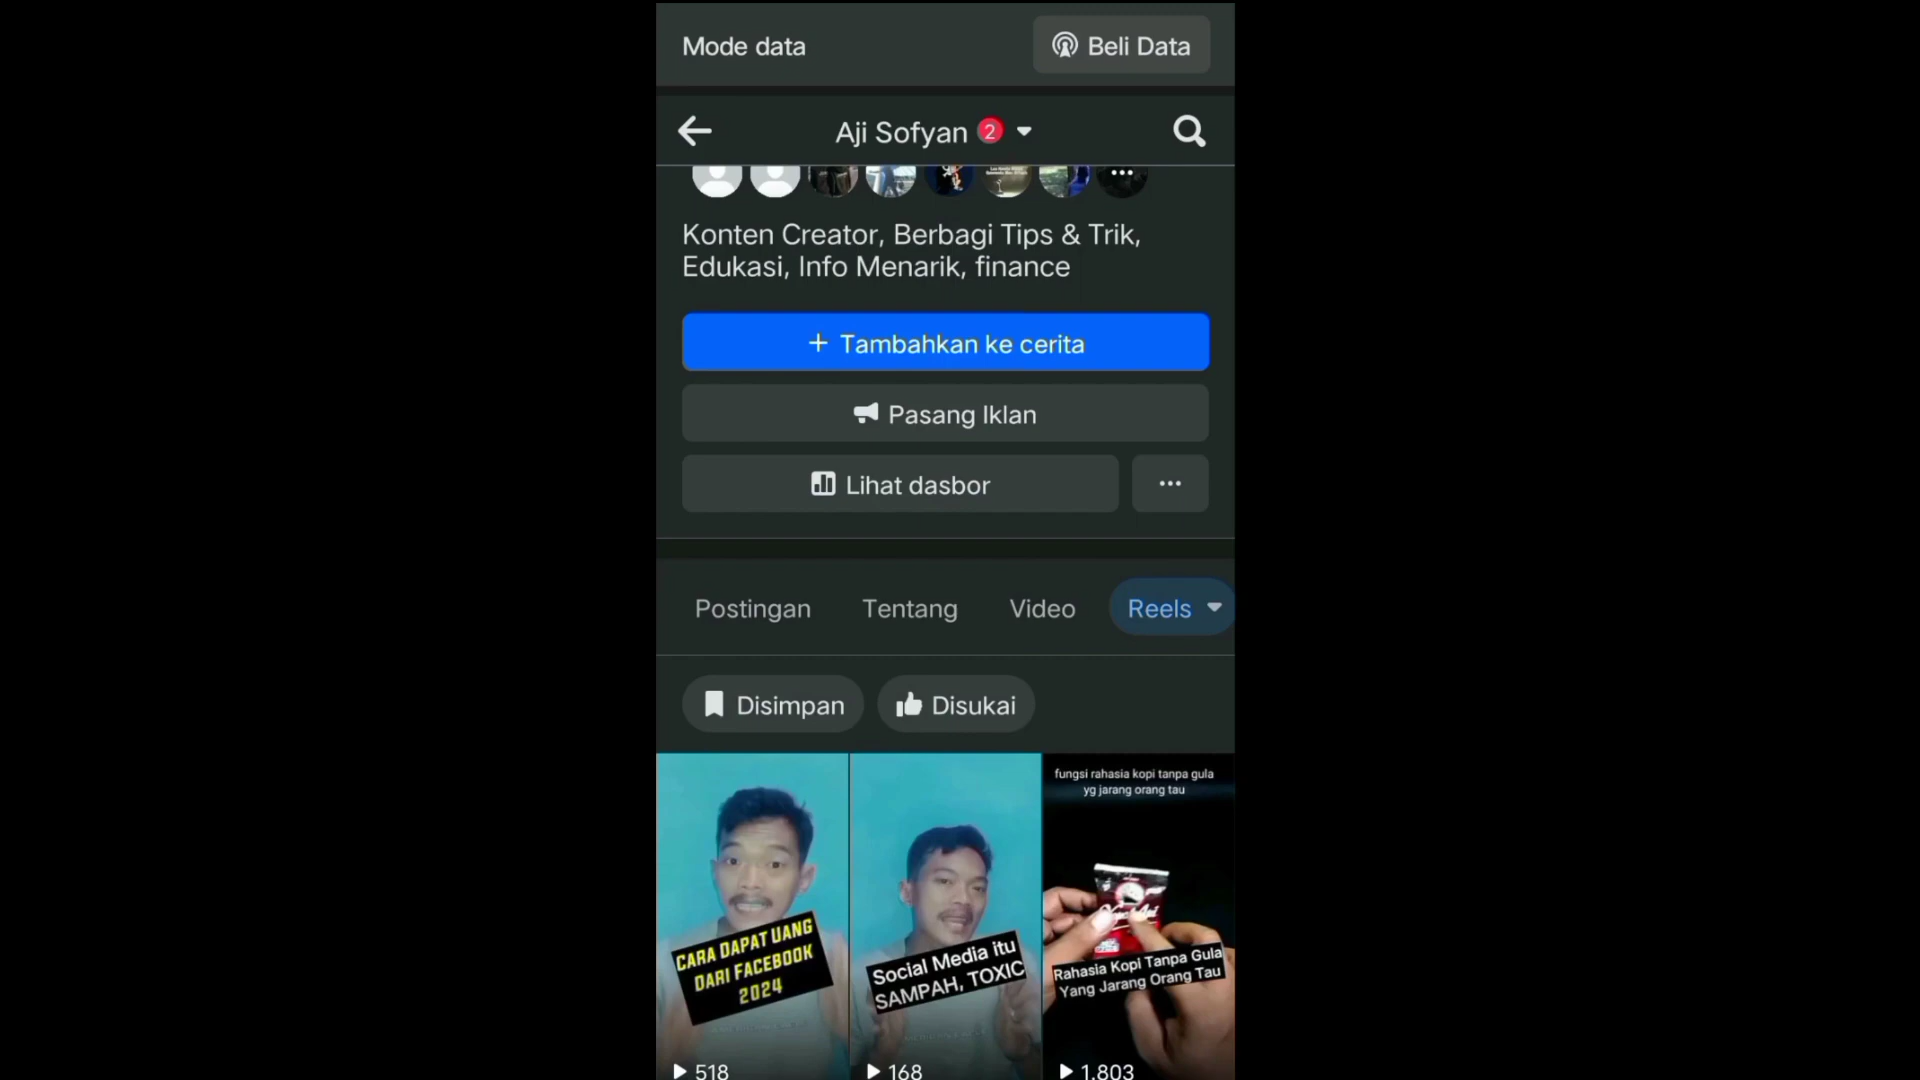 Mode data
Beli Data
Aji Sofyan 2
Konten Creator, Berbagi Tips & Trik,
Edukasi, Info Menarik, finance
+ Tambahkan ke cerita
Pasang Iklan
Lihat dasbor
Postingan
Tentang
Video
Reels
Disimpan
Disukai
CARA DAPAT UANG
DARI FACEBOOK
2024
518
Social Media itu
SAMPAH, TOXIC
168
fungsi rahasia kopi tanpa gula
yg jarang orang tau
Rahasia Kopi Tanpa Gula
Yang Jarang Orang Tau
1.803